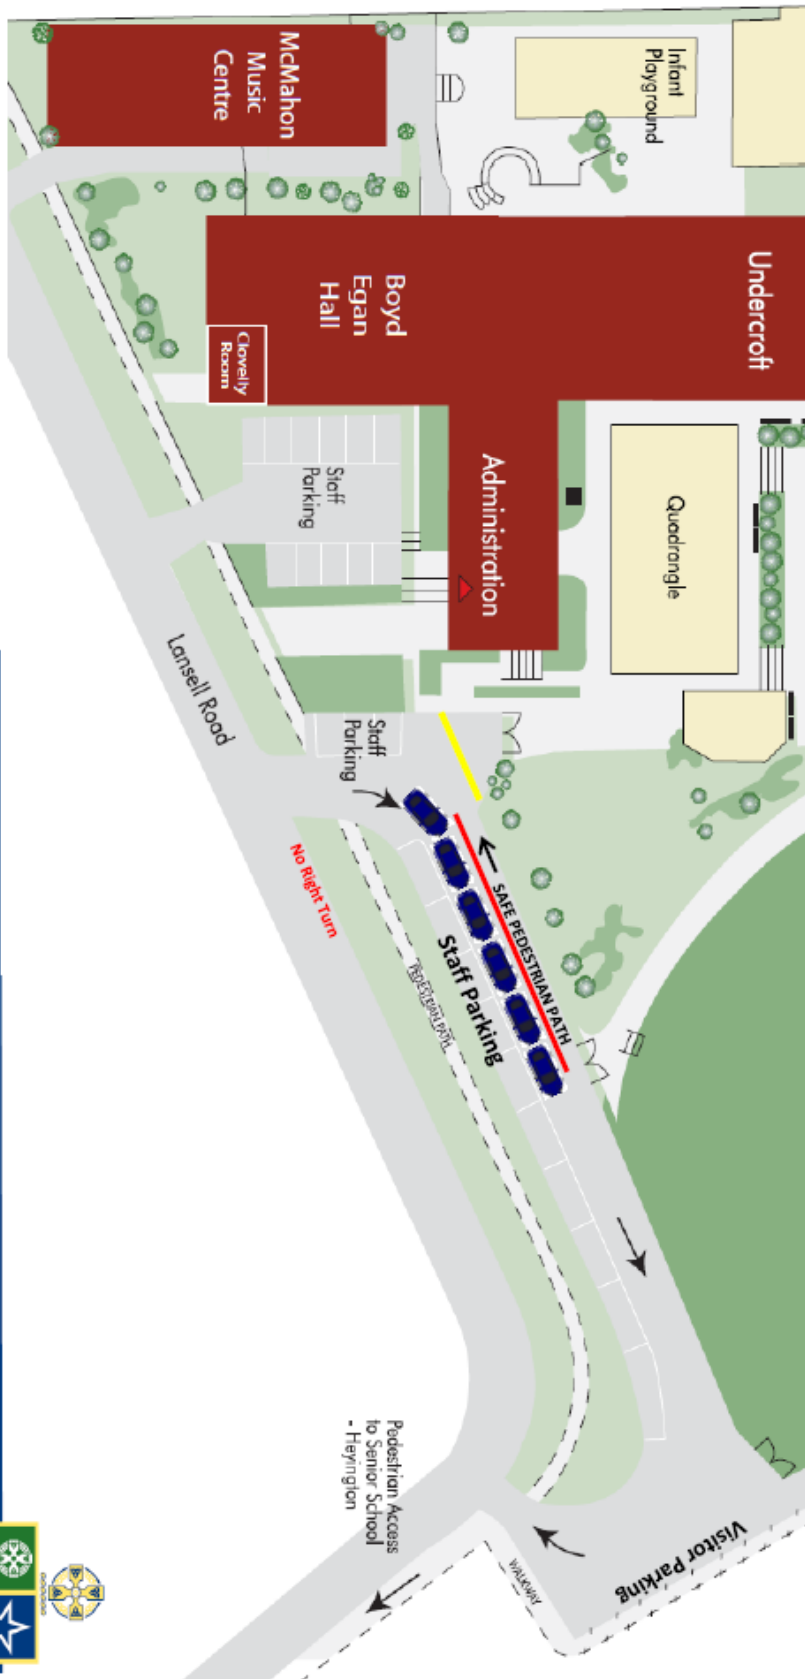 McMahon
Music
Centre
Infant
Playground
Boyd
Egan
Hall
Undercroft
Clovelly
Room
Staff
Parking
Administration
Quadrangle
Lansell Road
Staff
Parking
No Right Turn
SAFE PEDESTRIAN PATH
Staff Parking
PEDESTRIAN PATH
Pedestrian Access
to Senior School
- Heyington
Visitor Parking
WALKWAY